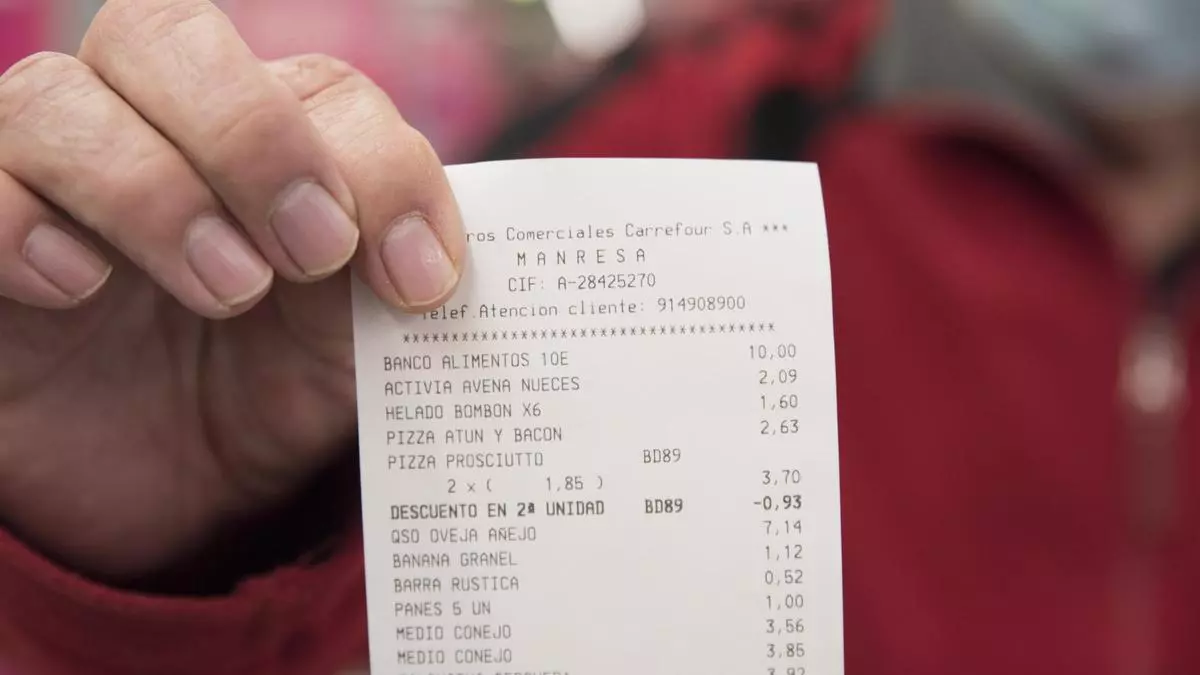 ros Comerciales Carrefour S.A ***
MANRESA
CIF: A-28425270
Telef.Atencion cliente: 914908900
**********************************
BANCO ALIMENTOS 10E 10,00
ACTIVIA AVENA NUECES 2,09
HELADO BOMBON X6 1,60
PIZZA ATUN Y BACON 2,63
PIZZA PROSCIUTTO BD89
2 x ( 1,85 ) 3,70
DESCUENTO EN 2ª UNIDAD BD89 -0,93
QSO OVEJA AÑEJO 7,14
BANANA GRANEL 1,12
BARRA RUSTICA 0,52
PANES 5 UN 1,00
MEDIO CONEJO 3,56
MEDIO CONEJO 3,85
3,92